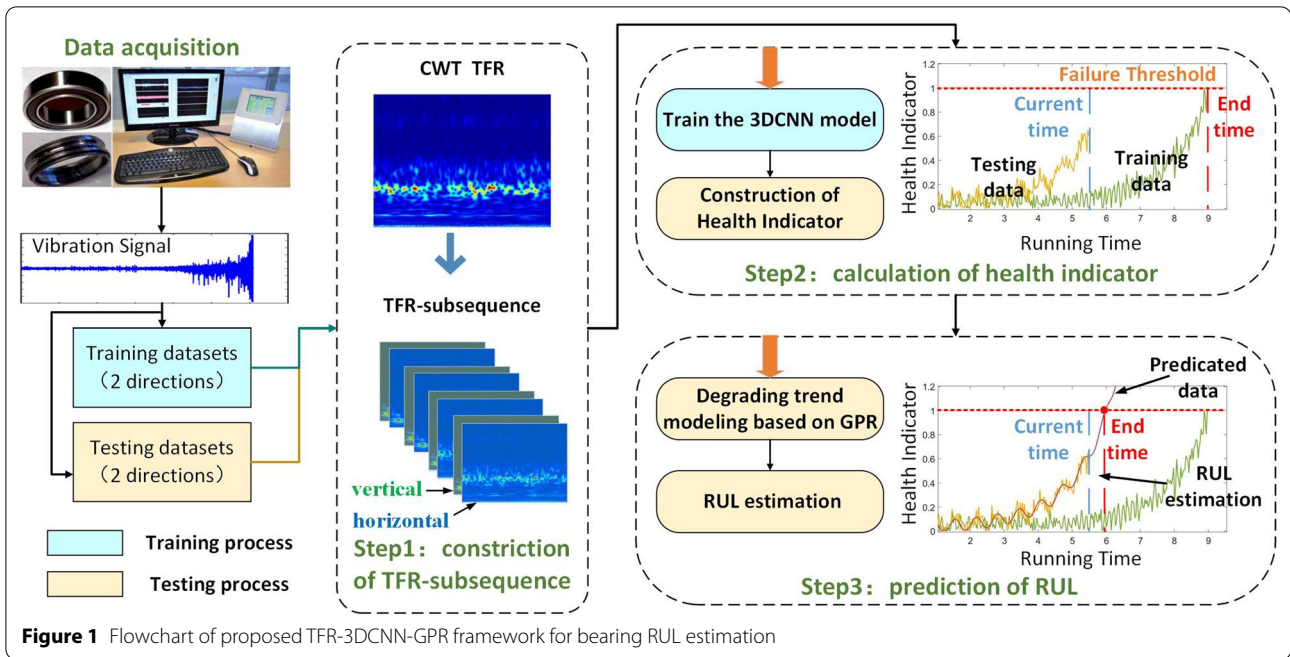 Data acquisition
Vibration Signal
Training datasets
（2 directions）
Testing datasets
（2 directions）
Training process
Testing process
CWT TFR
TFR-subsequence
vertical
horizontal
Step1：constriction
of TFR-subsequence
Train the 3DCNN model
Construction of
Health Indicator
Health Indicator
1.2
1
0.8
0.6
0.4
0.2
0
1 2 3 4 5 6 7 8 9
Failure Threshold
Current
time
End
time
Testing
data
Training
data
Running Time
Step2：calculation of health indicator
Degrading trend
modeling based on GPR
RUL estimation
Health Indicator
1.2
1
0.8
0.6
0.4
0.2
0
1 2 3 4 5 6 7 8 9
Predicated
data
Current
time
End
time
RUL
estimation
Running Time
Step3：prediction of RUL
Figure 1 Flowchart of proposed TFR-3DCNN-GPR framework for bearing RUL estimation